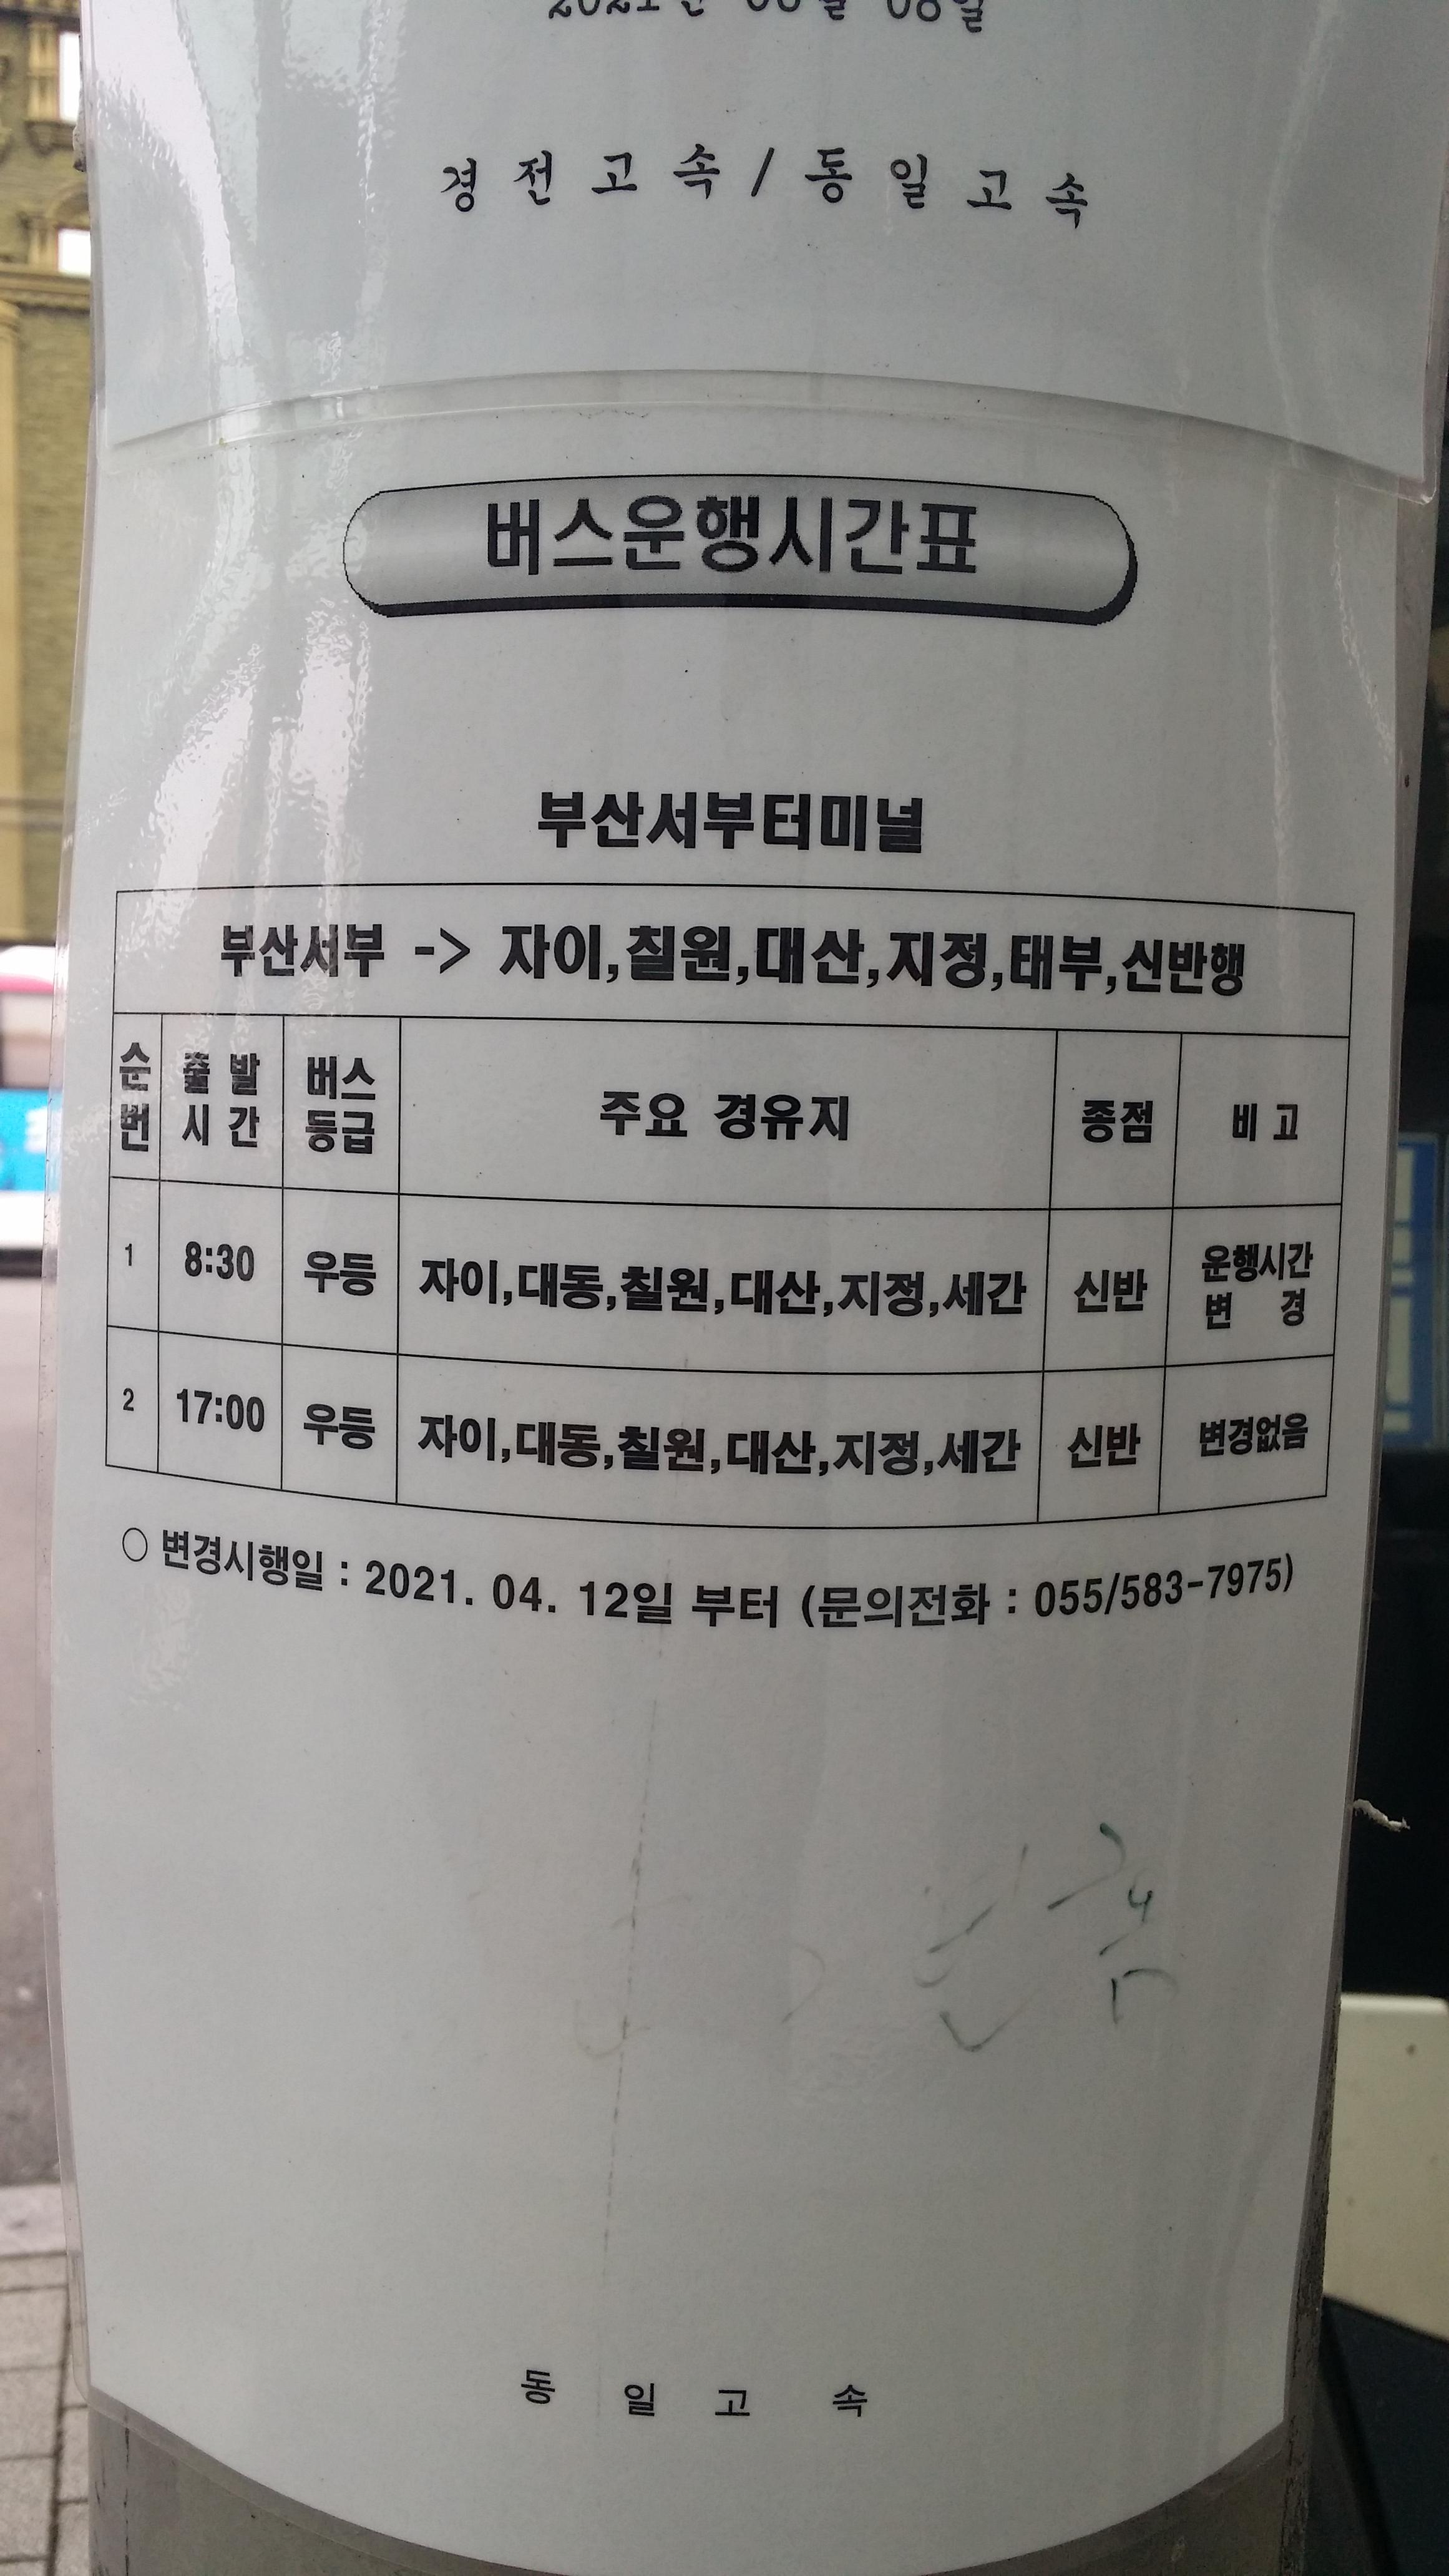 경 전 고 속 / 동 일 고 속
버스운행시간표
부산서부터미널
부산서부 -> 자이,칠원,대산,지정,태부,신반행
순번 출 발 시 간 버스등급 주요 경유지 종점 비 고
1 8:30 우등 자이,대동,칠원,대산,지정,세간 신반 운행시간 변 경
2 17:00 우등 자이,대동,칠원,대산,지정,세간 신반 변경없음
○ 변경시행일 : 2021. 04. 12일 부터 (문의전화 : 055/583-7975)
동 일 고 속